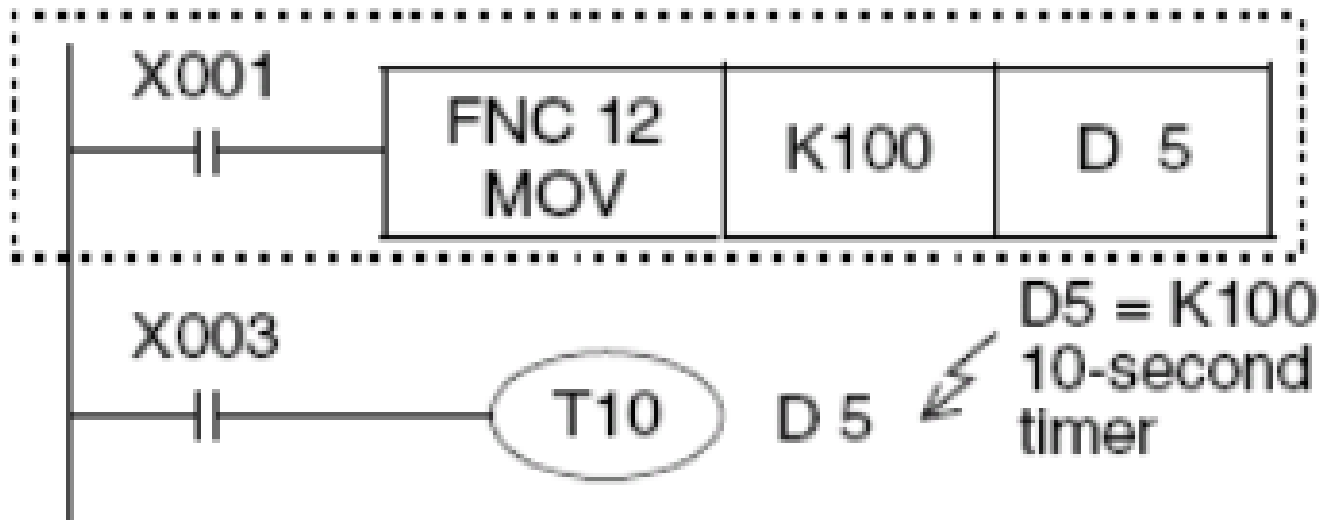 X001
FNC 12
MOV
K100
D 5
X003
T10
D 5
D5 = K100
10-second
timer